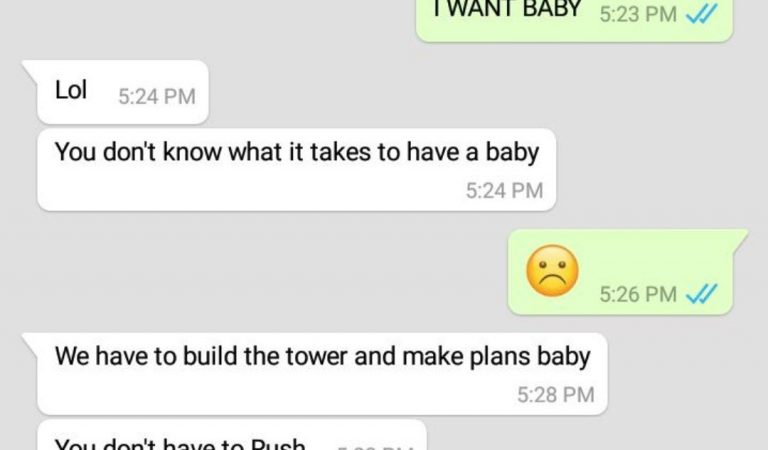 I WANT BABY 5:23 PM
Lol 5:24 PM
You don't know what it takes to have a baby
5:24 PM
5:26 PM
We have to build the tower and make plans baby
5:28 PM
You don't have to Push